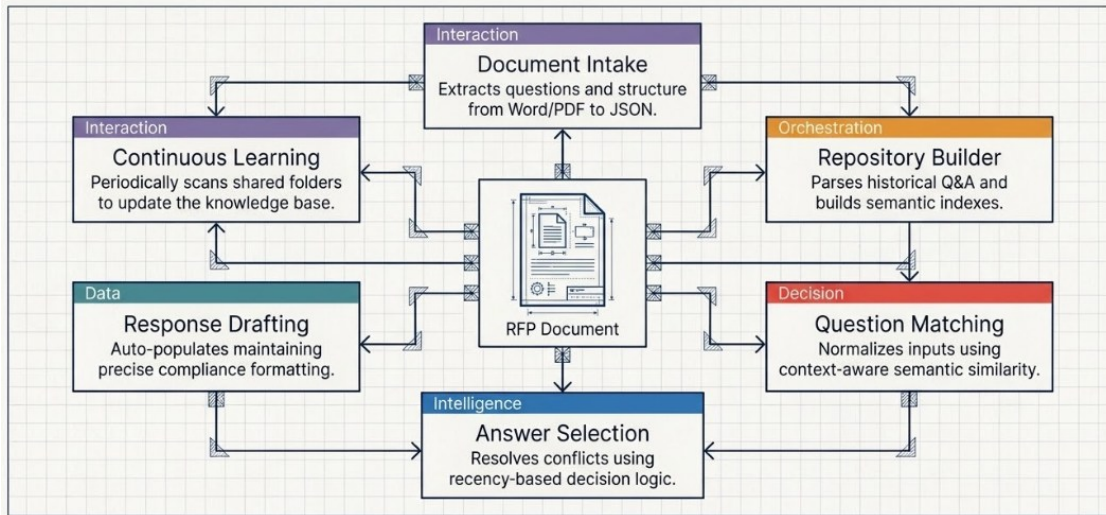 Interaction
Document Intake
Extracts questions and structure
from Word/PDF to JSON.
Interaction
Continuous Learning
Periodically scans shared folders
to update the knowledge base.
Orchestration
Repository Builder
Parses historical Q&A and
builds semantic indexes.
RFP Document
Data
Response Drafting
Auto-populates maintaining
precise compliance formatting.
Decision
Question Matching
Normalizes inputs using
context-aware semantic similarity.
Intelligence
Answer Selection
Resolves conflicts using
recency-based decision logic.